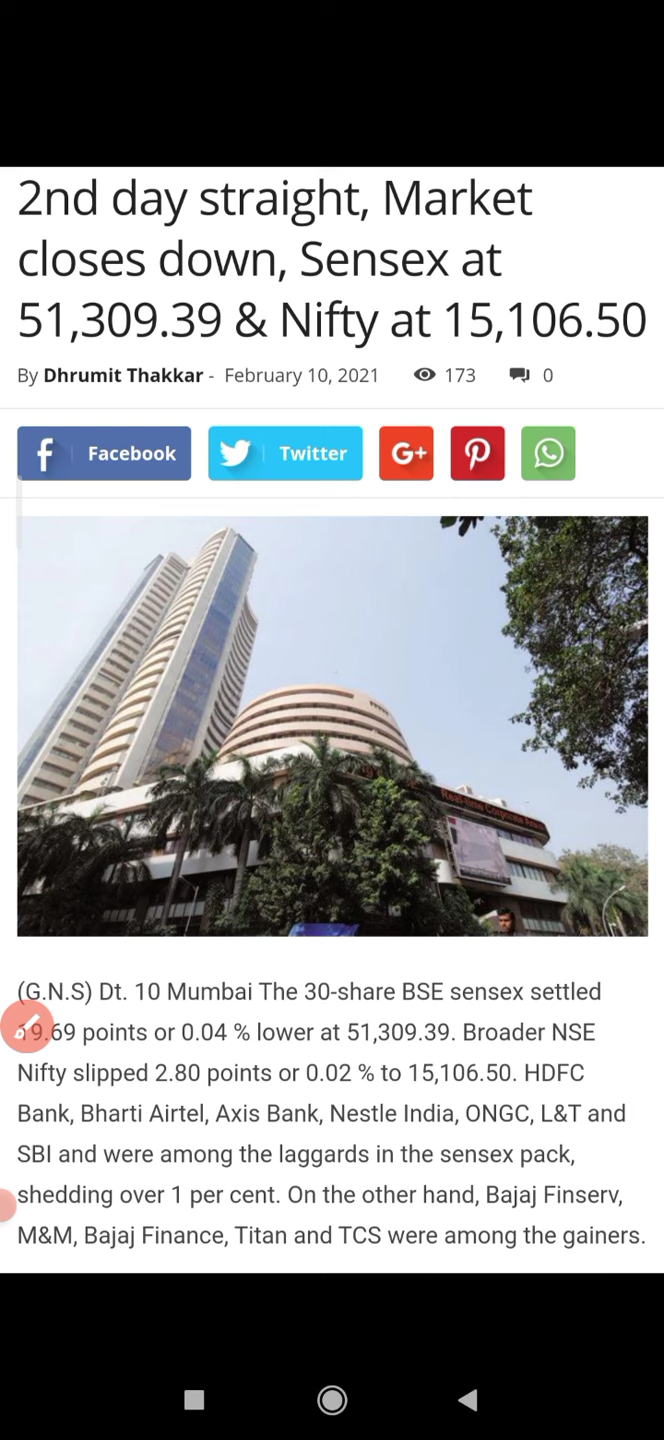 2nd day straight, Market
closes down, Sensex at
51,309.39 & Nifty at 15,106.50
By Dhrumit Thakkar - February 10, 2021 173 0
Facebook Twitter G+
Real-time Corporate
(G.N.S) Dt. 10 Mumbai The 30-share BSE sensex settled
19.69 points or 0.04 % lower at 51,309.39. Broader NSE
Nifty slipped 2.80 points or 0.02 % to 15,106.50. HDFC
Bank, Bharti Airtel, Axis Bank, Nestle India, ONGC, L&T and
SBI and were among the laggards in the sensex pack,
shedding over 1 per cent. On the other hand, Bajaj Finserv,
M&M, Bajaj Finance, Titan and TCS were among the gainers.